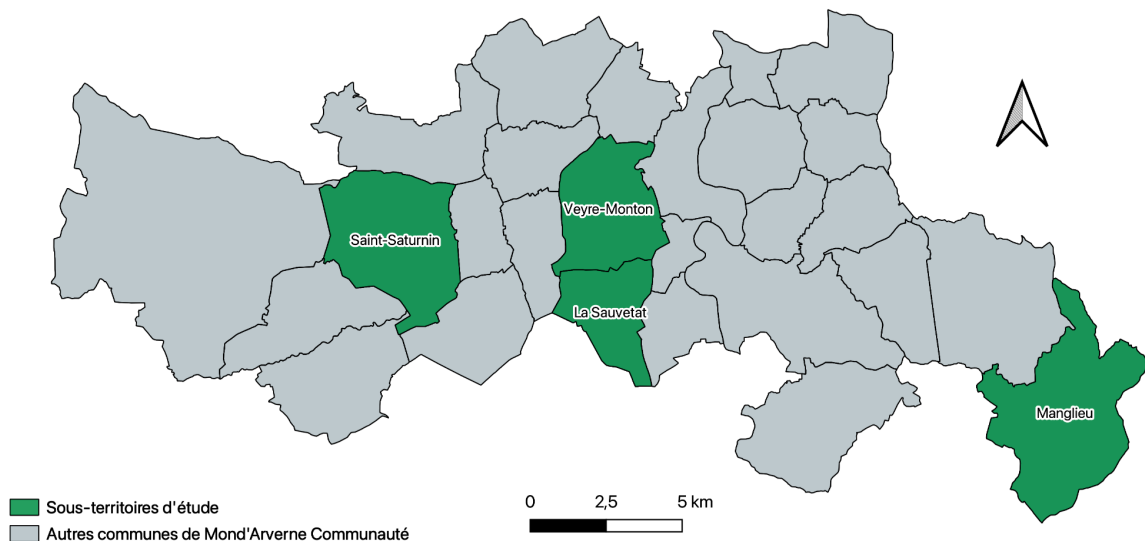 Veyre-Monton
Saint-Saturnin
La Sauvetat
Manglieu
Sous-territoires d'étude
Autres communes de Mond'Arverne Communauté
0 2,5 5 km